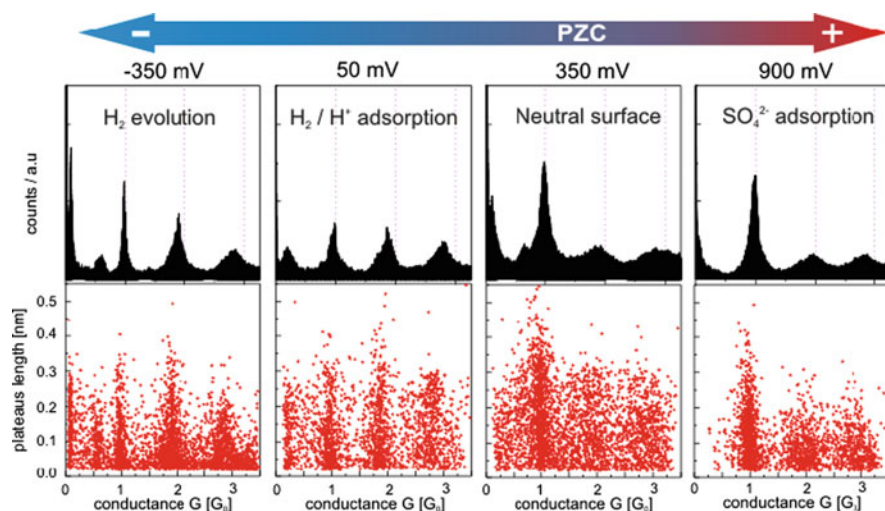 - PZC +
-350 mV 50 mV 350 mV 900 mV
H₂ evolution H₂ / H⁺ adsorption Neutral surface SO₄²⁻ adsorption
counts / a.u
plateaus length [nm]
0.5
0.4
0.3
0.2
0.1
0.0
0 1 2 3 0 1 2 3 0 1 2 3 0 1 2 3
conductance G [G₀] conductance G [G₀] conductance G [G₀] conductance G [G₀]